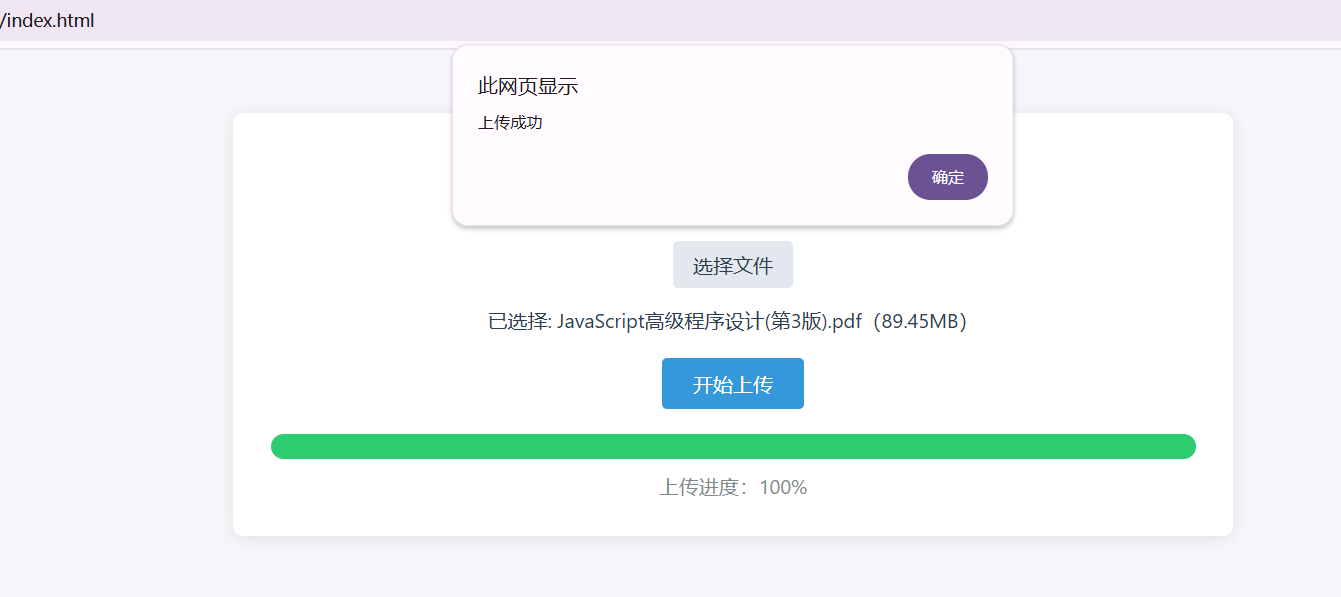 /index.html
此网页显示
上传成功
确定
选择文件
已选择: JavaScript高级程序设计(第3版).pdf（89.45MB）
开始上传
上传进度：100%